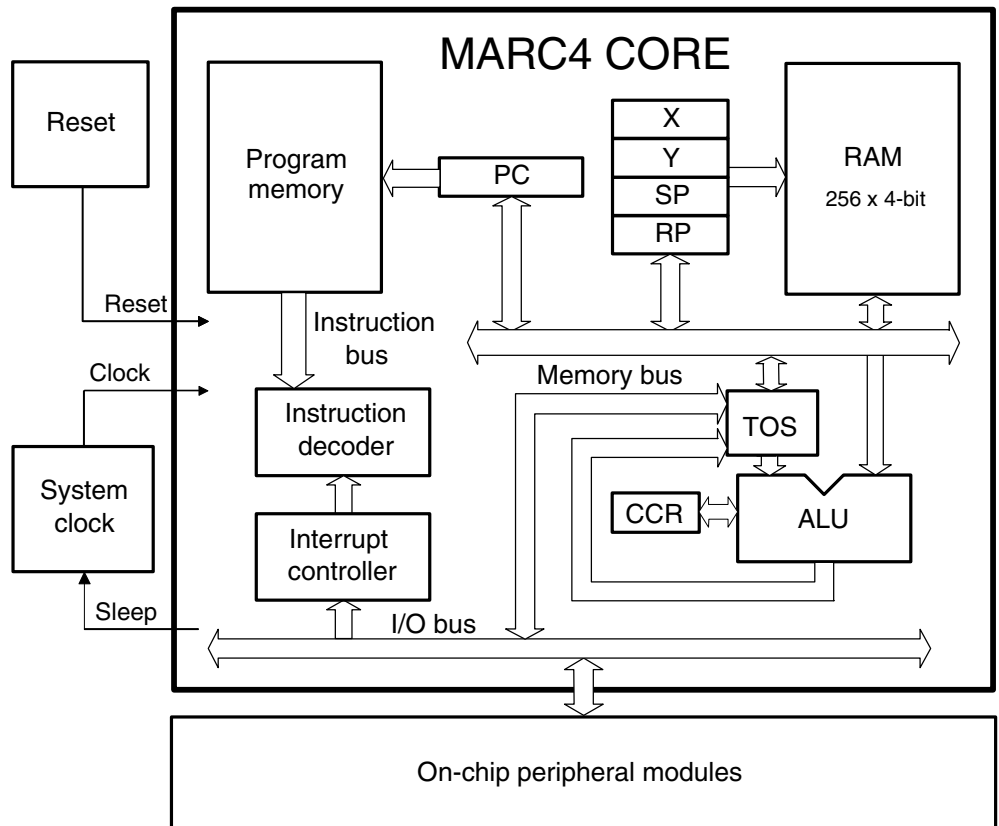 MARC4 CORE
Reset
Program
memory
PC
X
Y
SP
RP
RAM
256 x 4-bit
Reset
Instruction
bus
Clock
Memory bus
Instruction
decoder
TOS
System
clock
CCR
ALU
Interrupt
controller
Sleep
I/O bus
On-chip peripheral modules